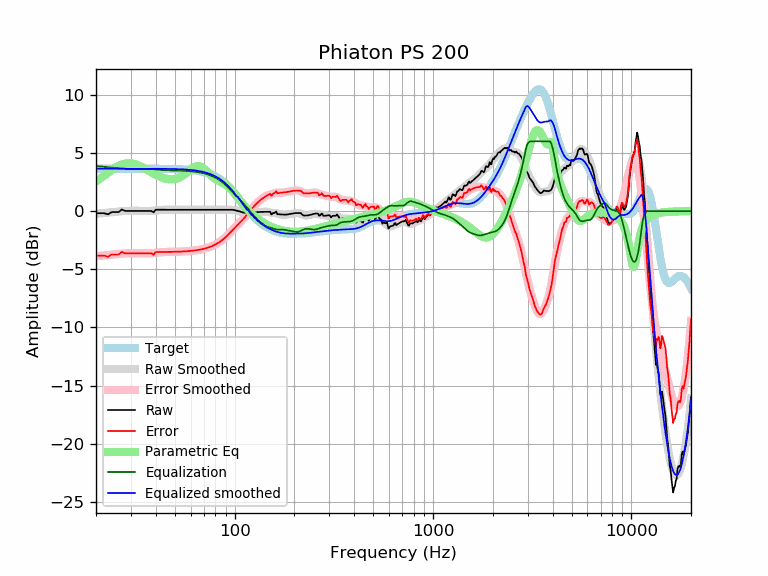 Phiaton PS 200
10
5
0
−5
−10
−15
−20
−25
Amplitude (dBr)
Target
Raw Smoothed
Error Smoothed
Raw
Error
Parametric Eq
Equalization
Equalized smoothed
100 1000 10000
Frequency (Hz)